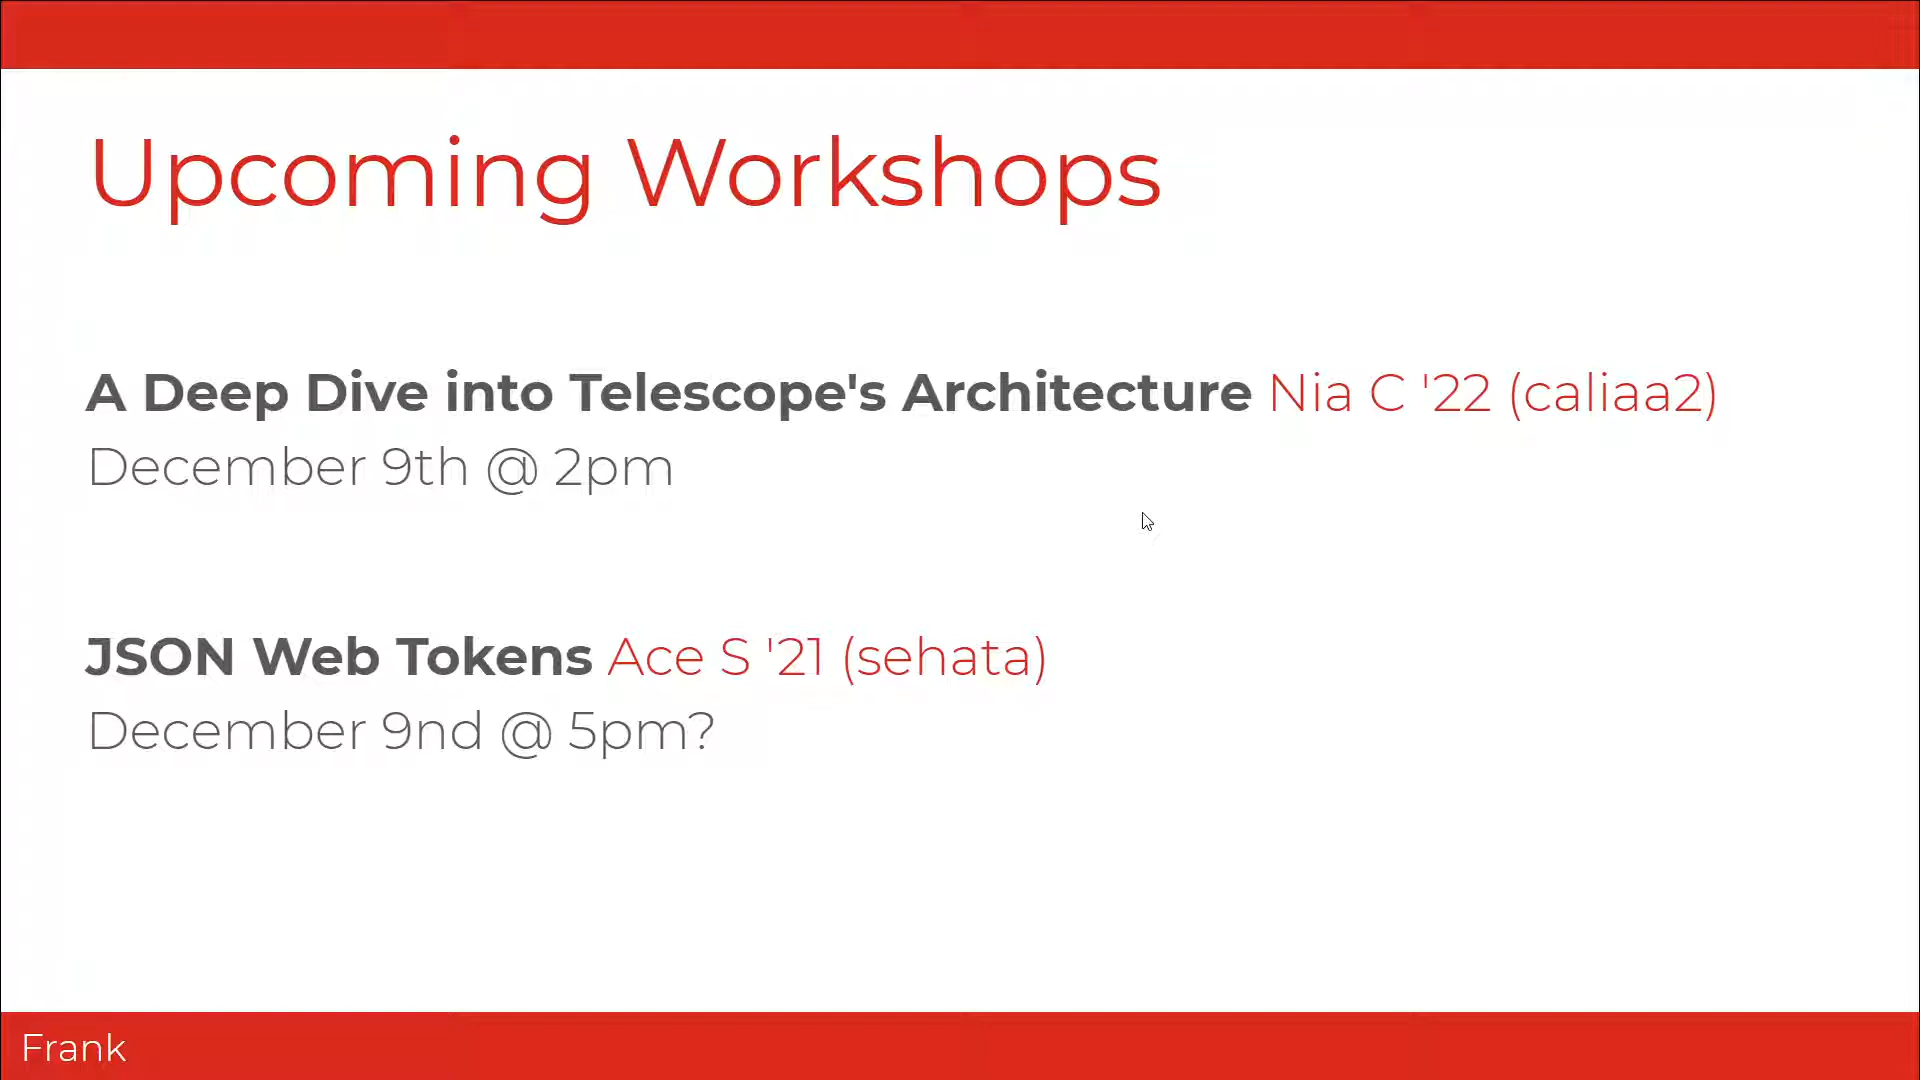 Upcoming Workshops
A Deep Dive into Telescope's Architecture Nia C '22 (caliaa2)
December 9th @ 2pm
JSON Web Tokens Ace S '21 (sehata)
December 9nd @ 5pm?
Frank